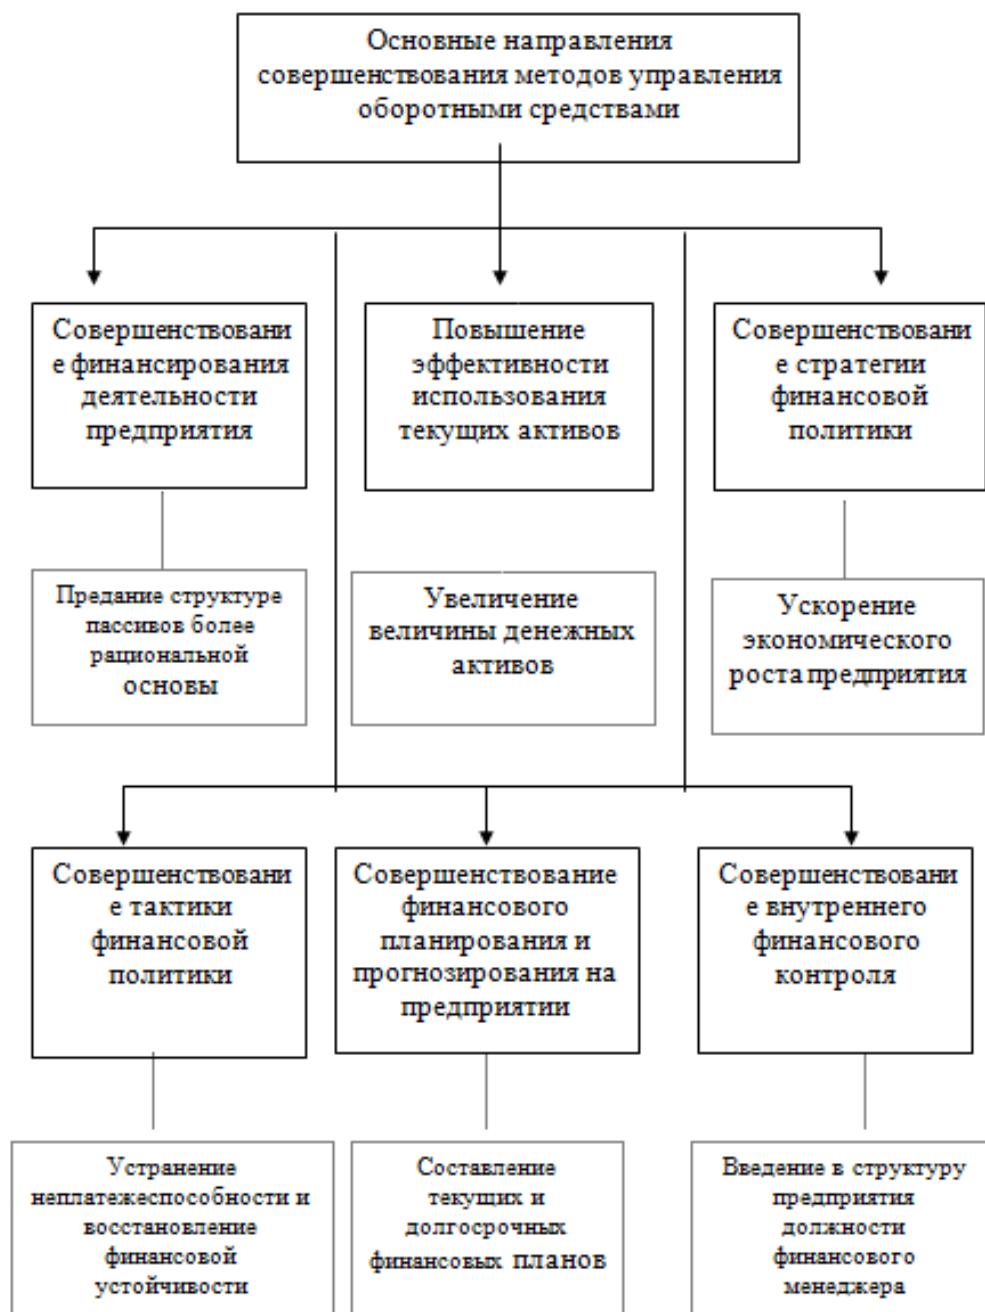 Основные направления
совершенствования методов управления
оборотными средствами
Совершенствовани
е финансирования
деятельности
предприятия
Повышение
эффективности
использования
текущих активов
Совершенствовани
е стратегии
финансовой
политики
Предание структуре
пассивов более
рациональной
основы
Увеличение
величины денежных
активов
Ускорение
экономического
роста предприятия
Совершенствовани
е тактики
финансовой
политики
Совершенствование
финансового
планирования и
прогнозирования на
предприятии
Совершенствовани
е внутреннего
финансового
контроля
Устранение
неплатежеспособности и
восстановление
финансовой
устойчивости
Составление
текущих и
долгосрочных
финансовых планов
Введение в структуру
предприятия
должности
финансового
менеджера